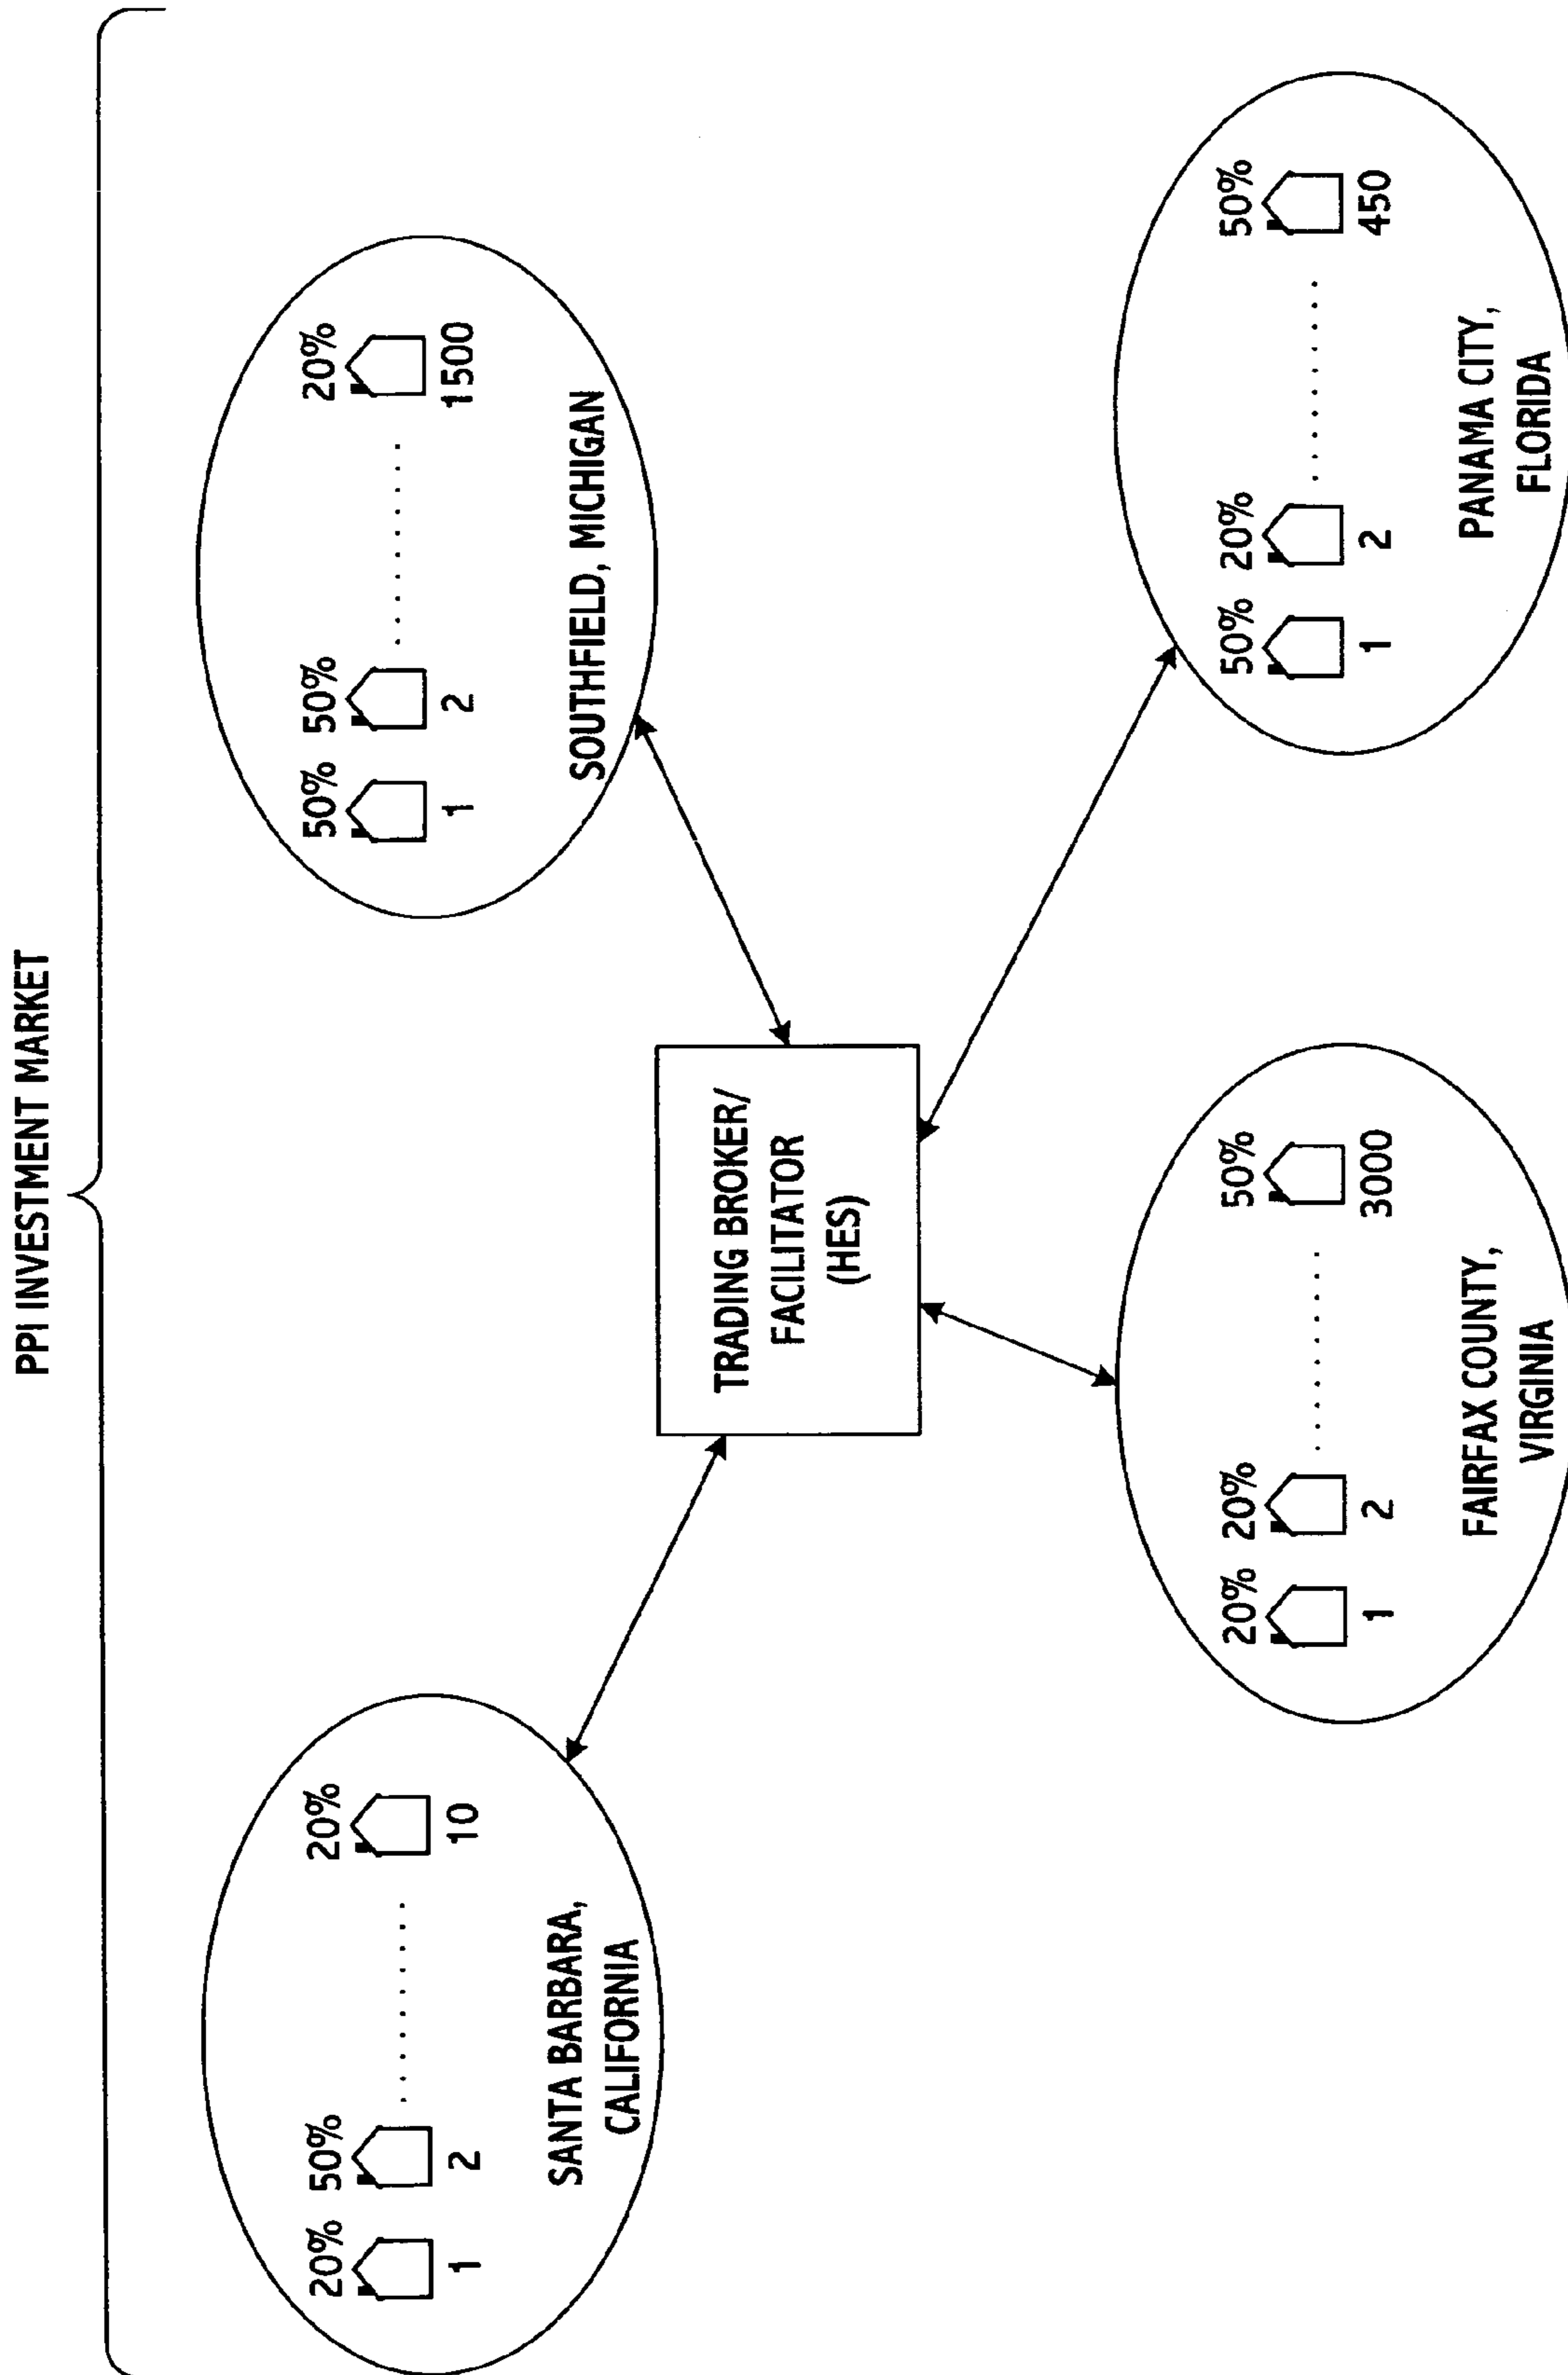 PPI INVESTMENT MARKET
20% 50% 20%
1 2 10
SANTA BARBARA,
CALIFORNIA
50% 50% 20%
1 2 1500
SOUTHFIELD, MICHIGAN
TRADING BROKER/
FACILITATOR
(HES)
20% 20% 50%
1 2 3000
FAIRFAX COUNTY,
VIRGINIA
50% 20% 50%
1 2 450
PANAMA CITY,
FLORIDA